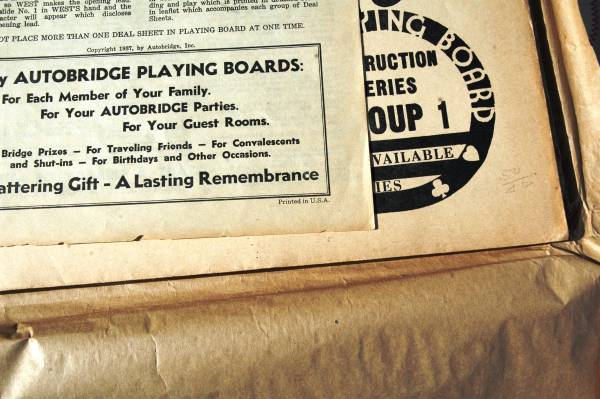 so WEST makes the opening lead.
slide No. 1 in WEST'S hand and the
acter will appear which discloses
opening lead.
ding and play which is printed in
in leaflet which accompanies each group of Deal
Sheets.
OT PLACE MORE THAN ONE DEAL SHEET IN PLAYING BOARD AT ONE TIME.
Copyright 1937, by Autobridge, Inc.
y AUTOBRIDGE PLAYING BOARDS:
For Each Member of Your Family.
For Your AUTOBRIDGE Parties.
For Your Guest Rooms.
Bridge Prizes — For Traveling Friends — For Convalescents
and Shut-ins — For Birthdays and Other Occasions.
attering Gift - A Lasting Remembrance
Printed in U.S.A.
YING BOARD
RUCTION
ERIES
OUP 1
VAILABLE
IES